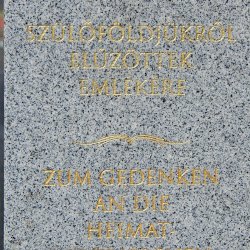 SZÜLŐFÖLDJÜKRŐL
ELŰZÖTTEK
EMLÉKÉRE
ZUM GEDENKEN
AN DIE
HEIMAT!